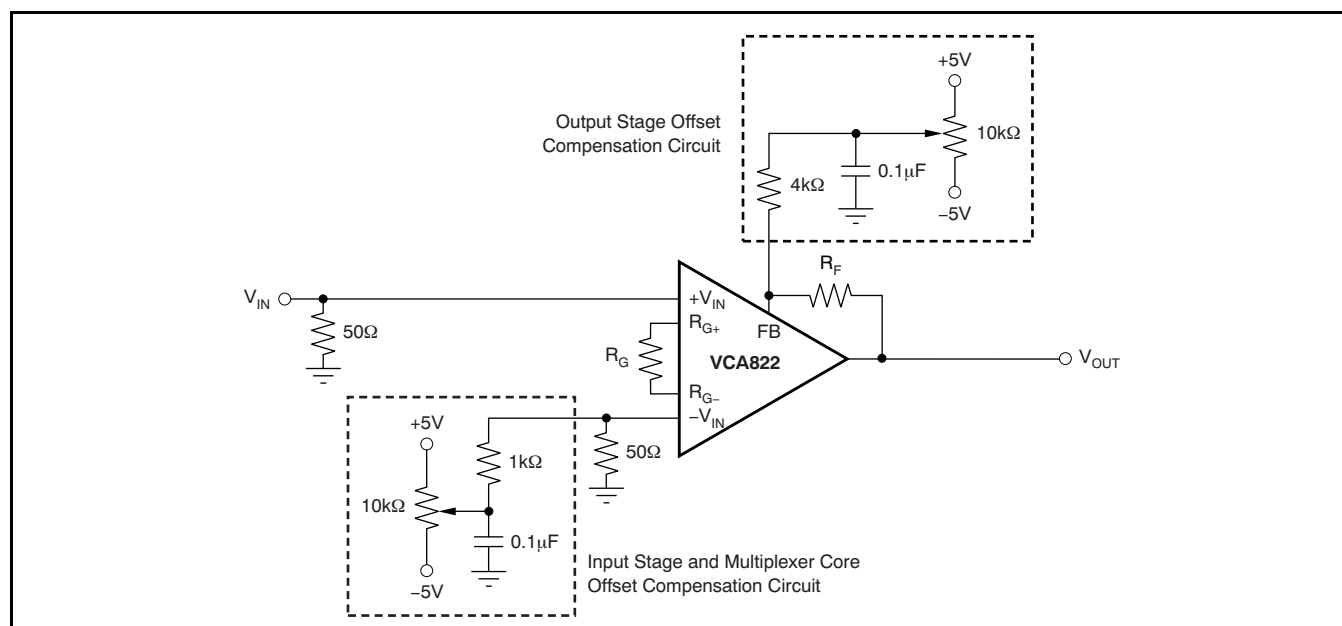 +5V
Output Stage Offset
Compensation Circuit
10kΩ
0.1μF
4kΩ
−5V
R_F
V_IN
+V_IN
R_G+
FB
50Ω
R_G
VCA822
V_OUT
R_G−
−V_IN
+5V
1kΩ
50Ω
10kΩ
0.1μF
Input Stage and Multiplexer Core
Offset Compensation Circuit
−5V